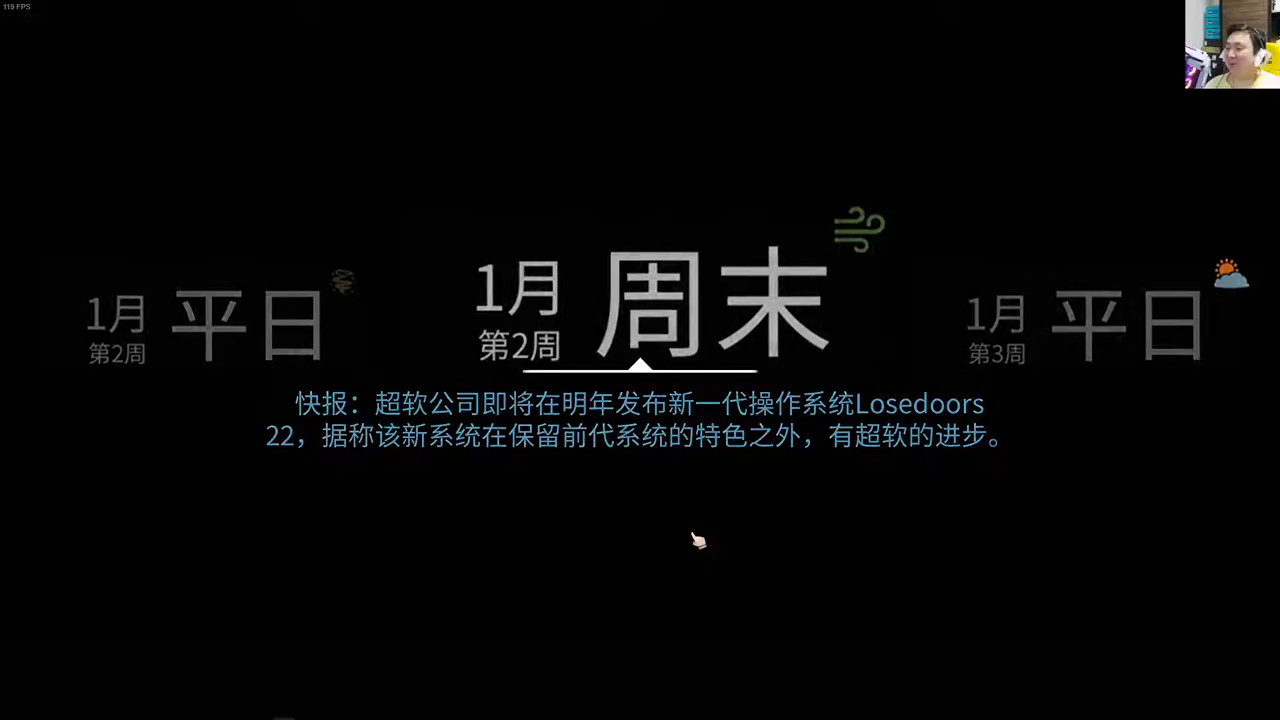 119 FPS
1月
第2周
平日
1月
第2周
周末
1月
第3周
平日
快报：超软公司即将在明年发布新一代操作系统Losedoors
22，据称该新系统在保留前代系统的特色之外，有超软的进步。